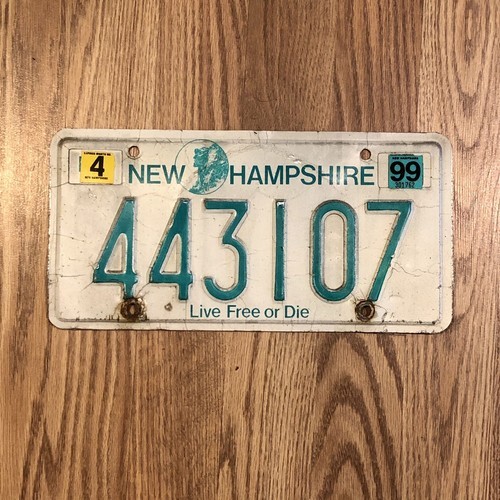 4
NEW HAMPSHIRE
99
443107
Live Free or Die